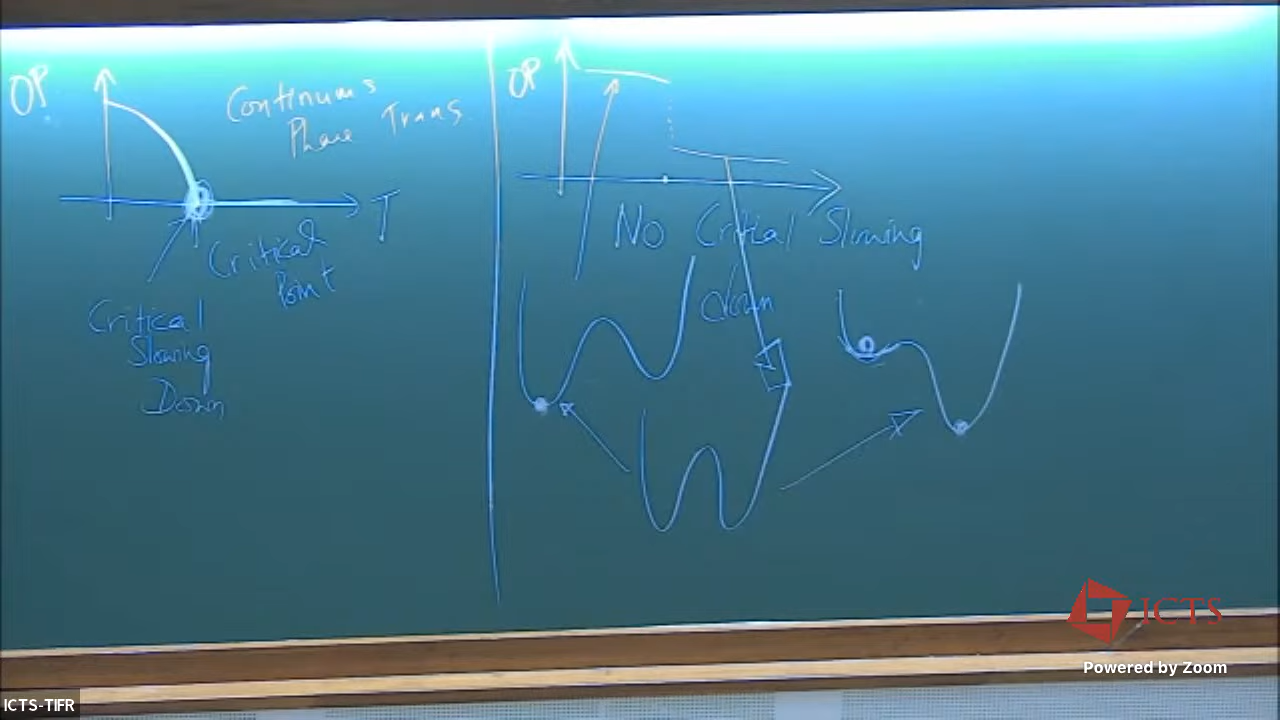 OP
Continuous
Phase Trans.
T
Critical
Point
Critical
Slowing
Down
OP
No Critical Slowing
down
ICTS
Powered by Zoom
ICTS-TIFR